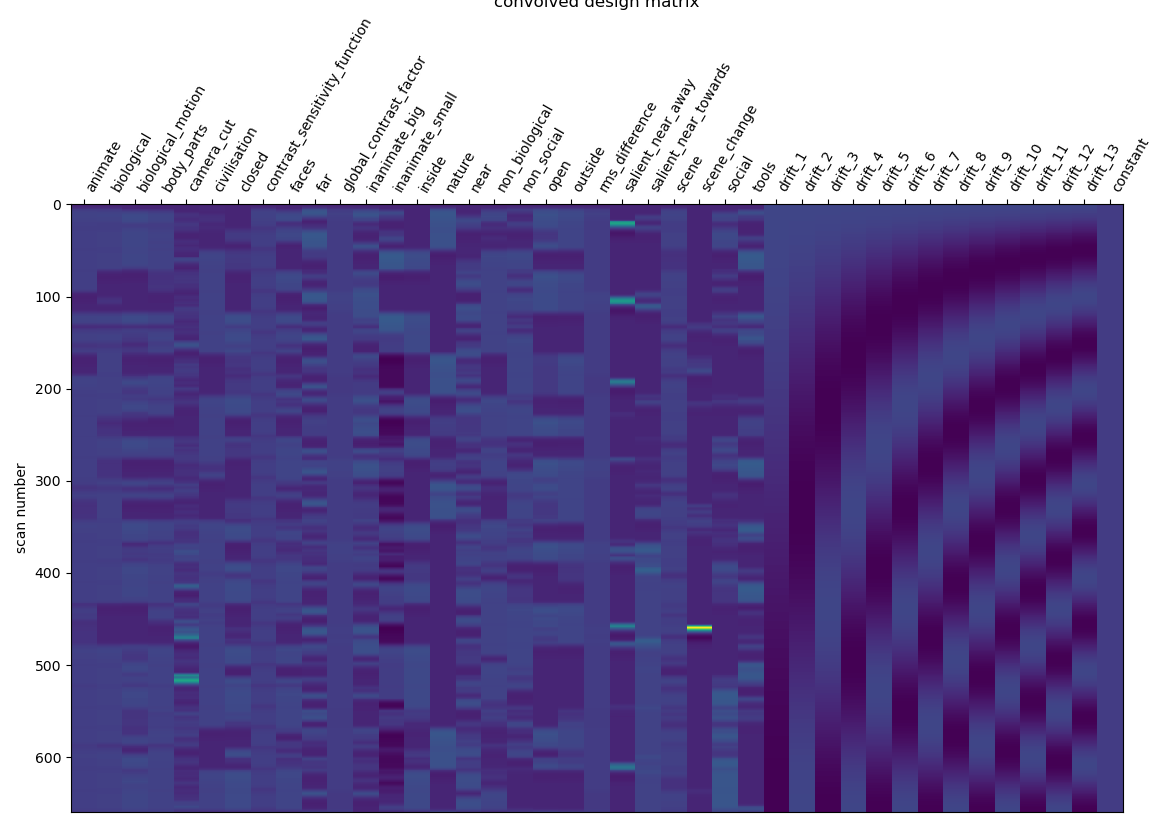 convolved design matrix
animate
biological
biological_motion
body_parts
camera_cut
civilisation
closed
contrast_sensitivity_function
faces
far
global_contrast_factor
inanimate_big
inanimate_small
inside
nature
near
non_biological
non_social
open
outside
rms_difference
salient_near_away
salient_near_towards
scene
scene_change
social
tools
drift_1
drift_2
drift_3
drift_4
drift_5
drift_6
drift_7
drift_8
drift_9
drift_10
drift_11
drift_12
drift_13
constant
0
100
200
300
400
500
600
scan number